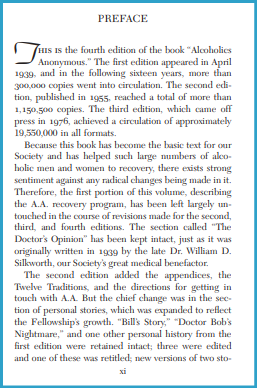 PREFACE
THIS IS the fourth edition of the book “Alcoholics
Anonymous.” The first edition appeared in April
1939, and in the following sixteen years, more than
300,000 copies went into circulation. The second edi-
tion, published in 1955, reached a total of more than
1,150,500 copies. The third edition, which came off
press in 1976, achieved a circulation of approximately
19,550,000 in all formats.
Because this book has become the basic text for our
Society and has helped such large numbers of alco-
holic men and women to recovery, there exists strong
sentiment against any radical changes being made in it.
Therefore, the first portion of this volume, describing
the A.A. recovery program, has been left largely un-
touched in the course of revisions made for the second,
third, and fourth editions. The section called “The
Doctor’s Opinion” has been kept intact, just as it was
originally written in 1939 by the late Dr. William D.
Silkworth, our Society’s great medical benefactor.
The second edition added the appendices, the
Twelve Traditions, and the directions for getting in
touch with A.A. But the chief change was in the sec-
tion of personal stories, which was expanded to reflect
the Fellowship’s growth. “Bill’s Story,” “Doctor Bob’s
Nightmare,” and one other personal history from the
first edition were retained intact; three were edited
and one of these was retitled; new versions of two sto-
xi